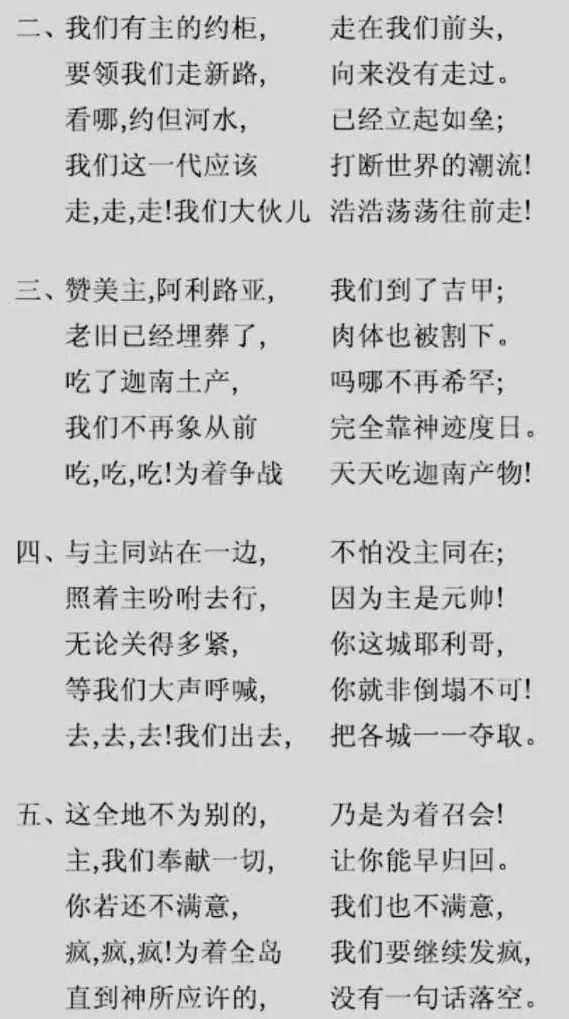 二、我们有主的约柜, 走在我们前头,
要领我们走新路, 向来没有走过。
看哪,约但河水, 已经立起如垒;
我们这一代应该 打断世界的潮流!
走,走,走!我们大伙儿 浩浩荡荡往前走!
三、赞美主,阿利路亚, 我们到了吉甲;
老旧已经埋葬了, 肉体也被割下。
吃了迦南土产, 吗哪不再希罕;
我们不再象从前 完全靠神迹度日。
吃,吃,吃!为着争战 天天吃迦南产物!
四、与主同站在一边, 不怕没主同在;
照着主吩咐去行, 因为主是元帅!
无论关得多紧, 你这城耶利哥,
等我们大声呼喊, 你就非倒塌不可!
去,去,去!我们出去, 把各城一一夺取。
五、这全地不为别的, 乃是为着召会!
主,我们奉献一切, 让你能早归回。
你若还不满意, 我们也不满意,
疯,疯,疯!为着全岛 我们要继续发疯,
直到神所应许的, 没有一句话落空。